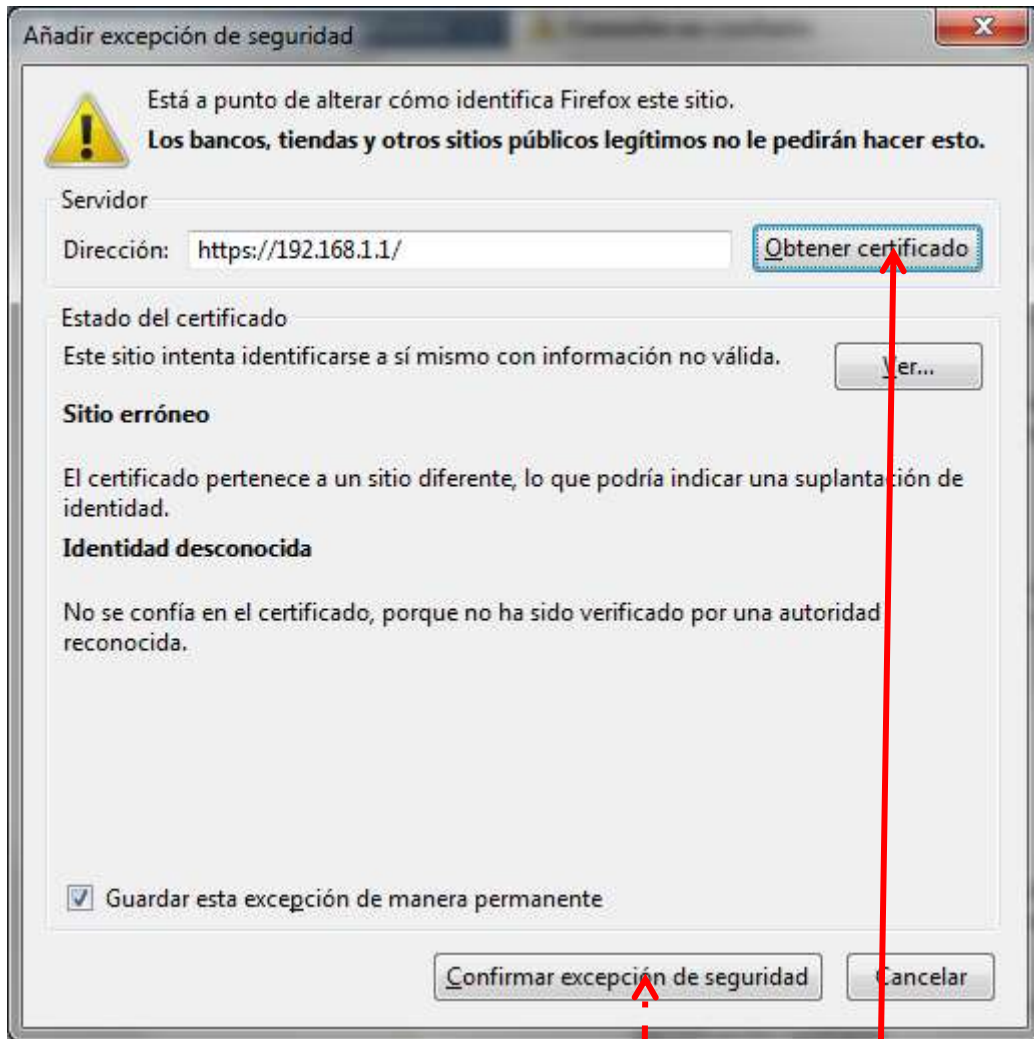 Añadir excepción de seguridad
Está a punto de alterar cómo identifica Firefox este sitio.
Los bancos, tiendas y otros sitios públicos legítimos no le pedirán hacer esto.
Servidor
Dirección: https://192.168.1.1/ Obtener certificado
Estado del certificado
Este sitio intenta identificarse a sí mismo con información no válida. Ver...
Sitio erróneo
El certificado pertenece a un sitio diferente, lo que podría indicar una suplantación de
identidad.
Identidad desconocida
No se confía en el certificado, porque no ha sido verificado por una autoridad
reconocida.
Guardar esta excepción de manera permanente
Confirmar excepción de seguridad Cancelar